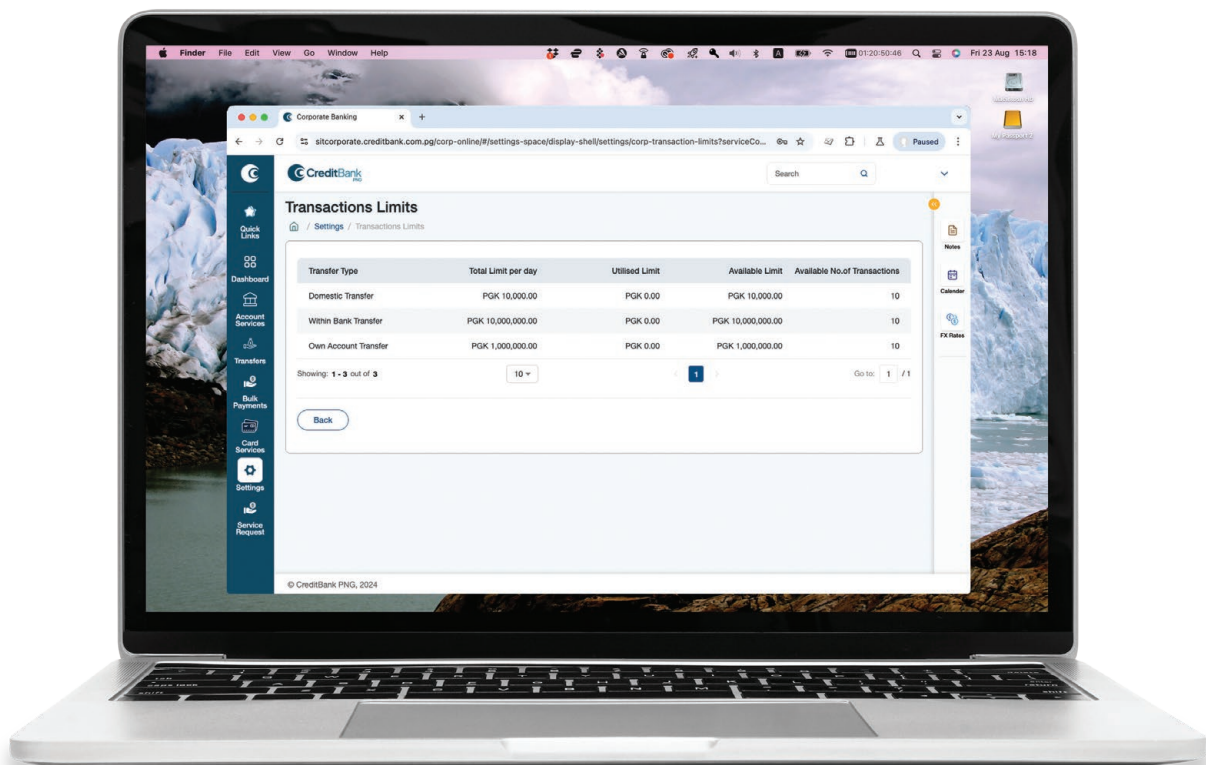 Finder File Edit View Go Window Help
01:20:50:46 Fri 23 Aug 15:18
Corporate Banking
sitcorporate.creditbank.com.pg/corp-online/#/settings-space/display-shell/settings/corp-transaction-limits?serviceCo... Paused
CreditBank
PNG
Search
Transactions Limits
/ Settings / Transactions Limits
Quick
Links
Dashboard
Account
Services
Transfers
Bulk
Payments
Card
Services
Settings
Service
Request
Transfer Type Total Limit per day Utilised Limit Available Limit Available No.of Transactions
Domestic Transfer PGK 10,000.00 PGK 0.00 PGK 10,000.00 10
Within Bank Transfer PGK 10,000,000.00 PGK 0.00 PGK 10,000,000.00 10
Own Account Transfer PGK 1,000,000.00 PGK 0.00 PGK 1,000,000.00 10
Showing: 1 - 3 out of 3 10 1 Go to: 1 / 1
Back
Notes
Calender
FX Rates
© CreditBank PNG, 2024